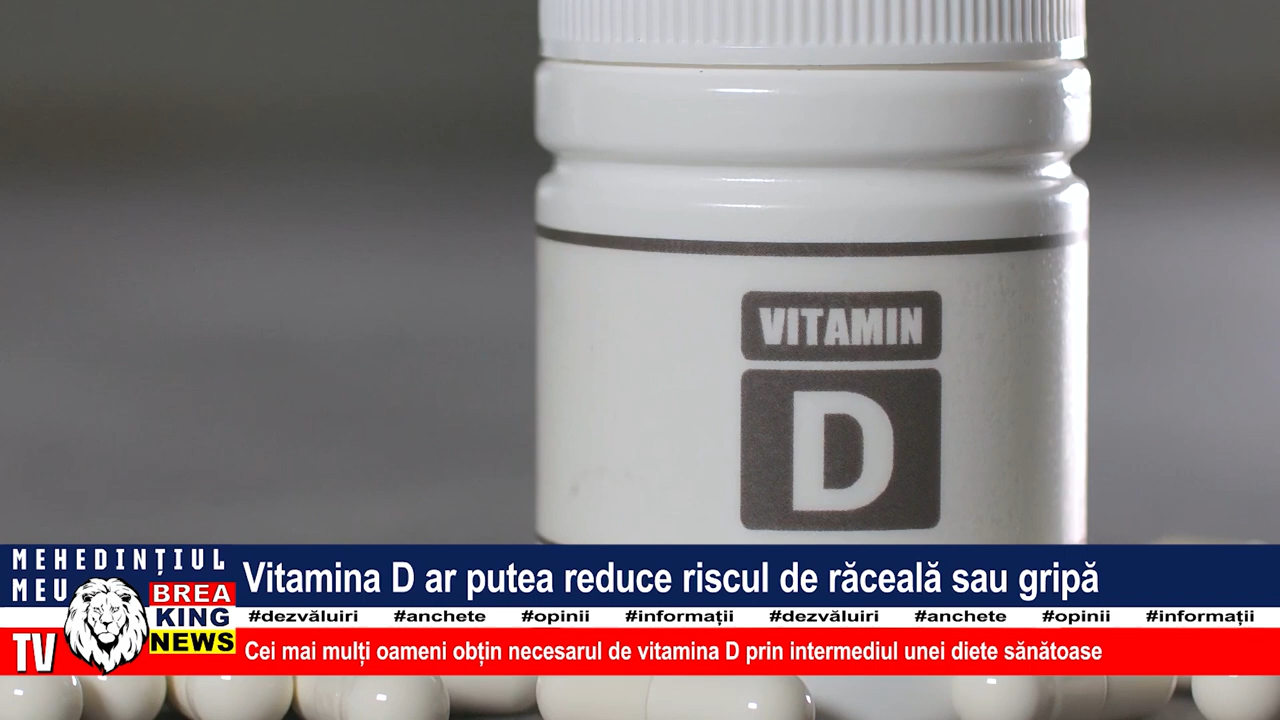 VITAMIN
D
MEHEDINȚIUL
MEU
TV
BREA
KING
NEWS
Vitamina D ar putea reduce riscul de răceală sau gripă
#dezvăluiri #anchete #opinii #informații #dezvăluiri #anchete #opinii #informații
Cei mai mulți oameni obțin necesarul de vitamina D prin intermediul unei diete sănătoase